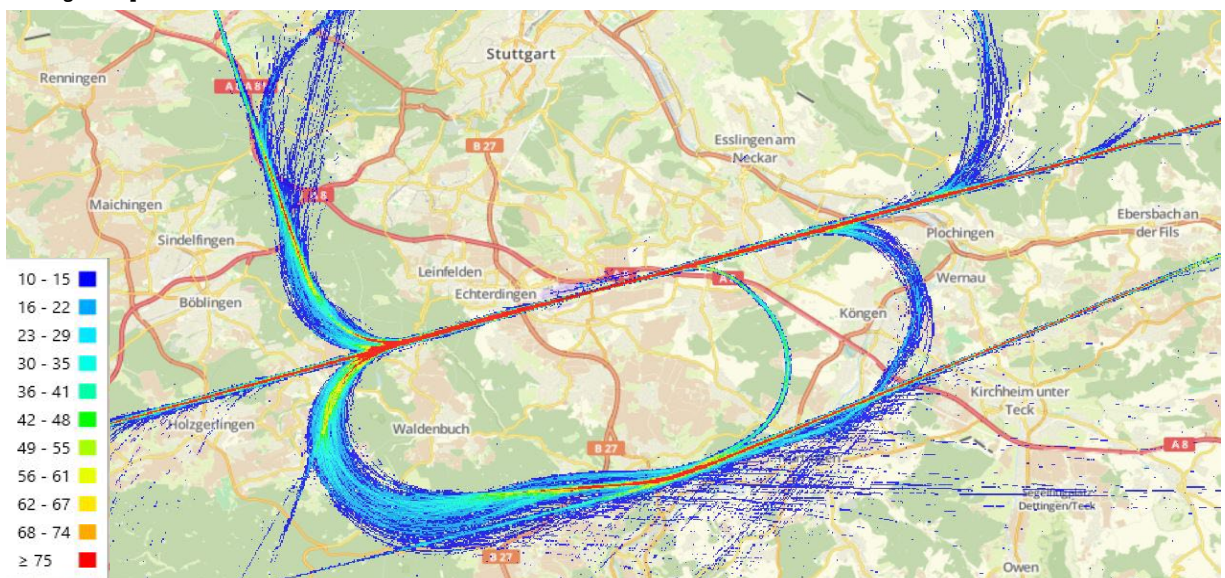 Stuttgart
Renningen
A 8
B 27
Esslingen am
Neckar
A 8
Maichingen
Sindelfingen
Ebersbach an
der Fils
Plochingen
Leinfelden
Wernau
Echterdingen
Böblingen
Köngen
Kirchheim unter
Teck
Holzgerlingen
Waldenbuch
B 27
A 8
Dettingen/Teck
B 27
Owen
10 - 15
16 - 22
23 - 29
30 - 35
36 - 41
42 - 48
49 - 55
56 - 61
62 - 67
68 - 74
≥ 75